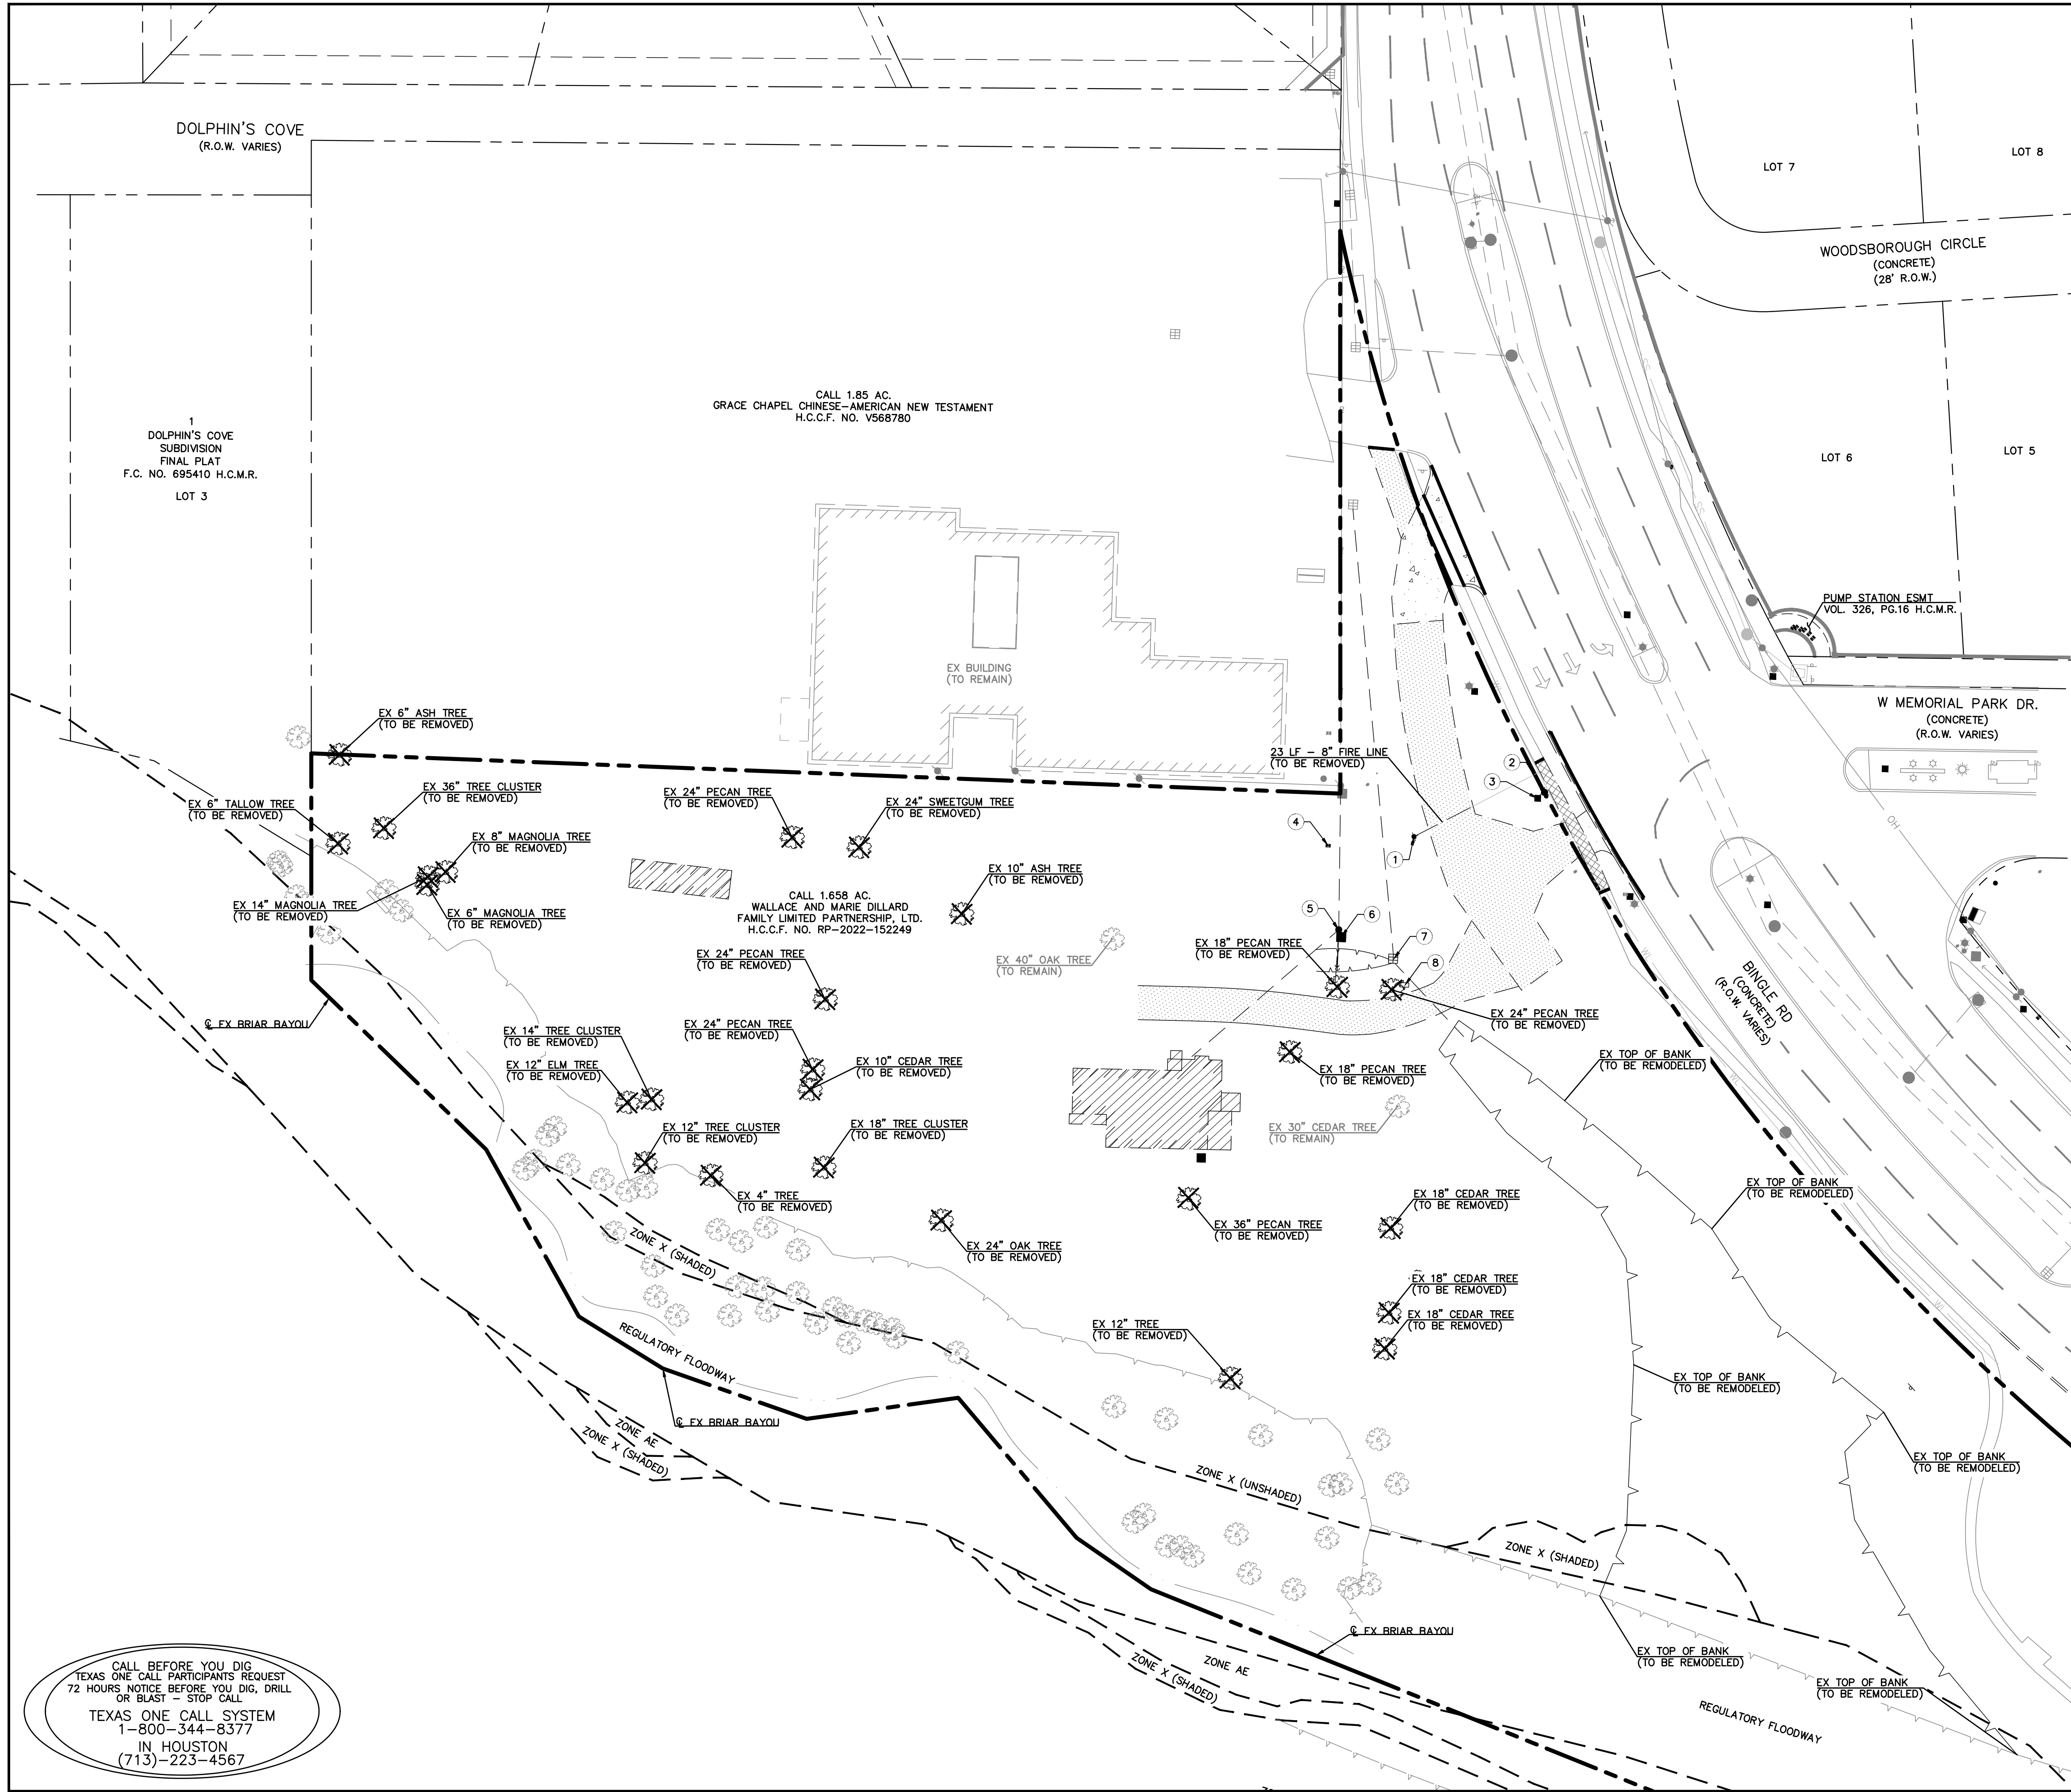 DOLPHIN'S COVE
(R.O.W. VARIES)
LOT 7
LOT 8
WOODSBOROUGH CIRCLE
(CONCRETE)
(28' R.O.W.)
CALL 1.85 AC.
GRACE CHAPEL CHINESE-AMERICAN NEW TESTAMENT
H.C.C.F. NO. V568780
1
DOLPHIN'S COVE
SUBDIVISION
FINAL PLAT
F.C. NO. 695410 H.C.M.R.
LOT 3
LOT 6
LOT 5
PUMP STATION ESMT
VOL. 326, PG.16 H.C.M.R.
EX BUILDING
(TO REMAIN)
W MEMORIAL PARK DR.
(CONCRETE)
(R.O.W. VARIES)
EX 6" ASH TREE
(TO BE REMOVED)
23 LF - 8" FIRE LINE
(TO BE REMOVED)
2
3
EX 36" TREE CLUSTER
(TO BE REMOVED)
EX 6" TALLOW TREE
(TO BE REMOVED)
EX 24" PECAN TREE
(TO BE REMOVED)
EX 24" SWEETGUM TREE
(TO BE REMOVED)
4
1
OH
EX 8" MAGNOLIA TREE
(TO BE REMOVED)
EX 10" ASH TREE
(TO BE REMOVED)
CALL 1.658 AC.
WALLACE AND MARIE DILLARD
FAMILY LIMITED PARTNERSHIP, LTD.
H.C.C.F. NO. RP-2022-152249
EX 14" MAGNOLIA TREE
(TO BE REMOVED)
EX 6" MAGNOLIA TREE
(TO BE REMOVED)
5
6
7
8
EX 18" PECAN TREE
(TO BE REMOVED)
EX 24" PECAN TREE
(TO BE REMOVED)
EX 40" OAK TREE
(TO REMAIN)
BINGLE RD
(CONCRETE)
(R.O.W. VARIES)
EX 24" PECAN TREE
(TO BE REMOVED)
℄ EX BRIAR BAYOU
EX 24" PECAN TREE
(TO BE REMOVED)
EX 14" TREE CLUSTER
(TO BE REMOVED)
EX 12" ELM TREE
(TO BE REMOVED)
EX 10" CEDAR TREE
(TO BE REMOVED)
EX 18" PECAN TREE
(TO BE REMOVED)
EX TOP OF BANK
(TO BE REMODELED)
EX 12" TREE CLUSTER
(TO BE REMOVED)
EX 18" TREE CLUSTER
(TO BE REMOVED)
EX 30" CEDAR TREE
(TO REMAIN)
EX 4" TREE
(TO BE REMOVED)
EX 18" CEDAR TREE
(TO BE REMOVED)
EX TOP OF BANK
(TO BE REMODELED)
EX 36" PECAN TREE
(TO BE REMOVED)
EX 24" OAK TREE
(TO BE REMOVED)
ZONE X (SHADED)
EX 18" CEDAR TREE
(TO BE REMOVED)
EX 18" CEDAR TREE
(TO BE REMOVED)
EX 12" TREE
(TO BE REMOVED)
REGULATORY FLOODWAY
EX TOP OF BANK
(TO BE REMODELED)
℄ EX BRIAR BAYOU
ZONE AE
ZONE X (SHADED)
EX TOP OF BANK
(TO BE REMODELED)
ZONE X (UNSHADED)
ZONE X (SHADED)
℄ EX BRIAR BAYOU
ZONE AE
ZONE X (SHADED)
EX TOP OF BANK
(TO BE REMODELED)
EX TOP OF BANK
(TO BE REMODELED)
REGULATORY FLOODWAY
CALL BEFORE YOU DIG
TEXAS ONE CALL PARTICIPANTS REQUEST
72 HOURS NOTICE BEFORE YOU DIG, DRILL
OR BLAST - STOP CALL
TEXAS ONE CALL SYSTEM
1-800-344-8377
IN HOUSTON
(713)-223-4567